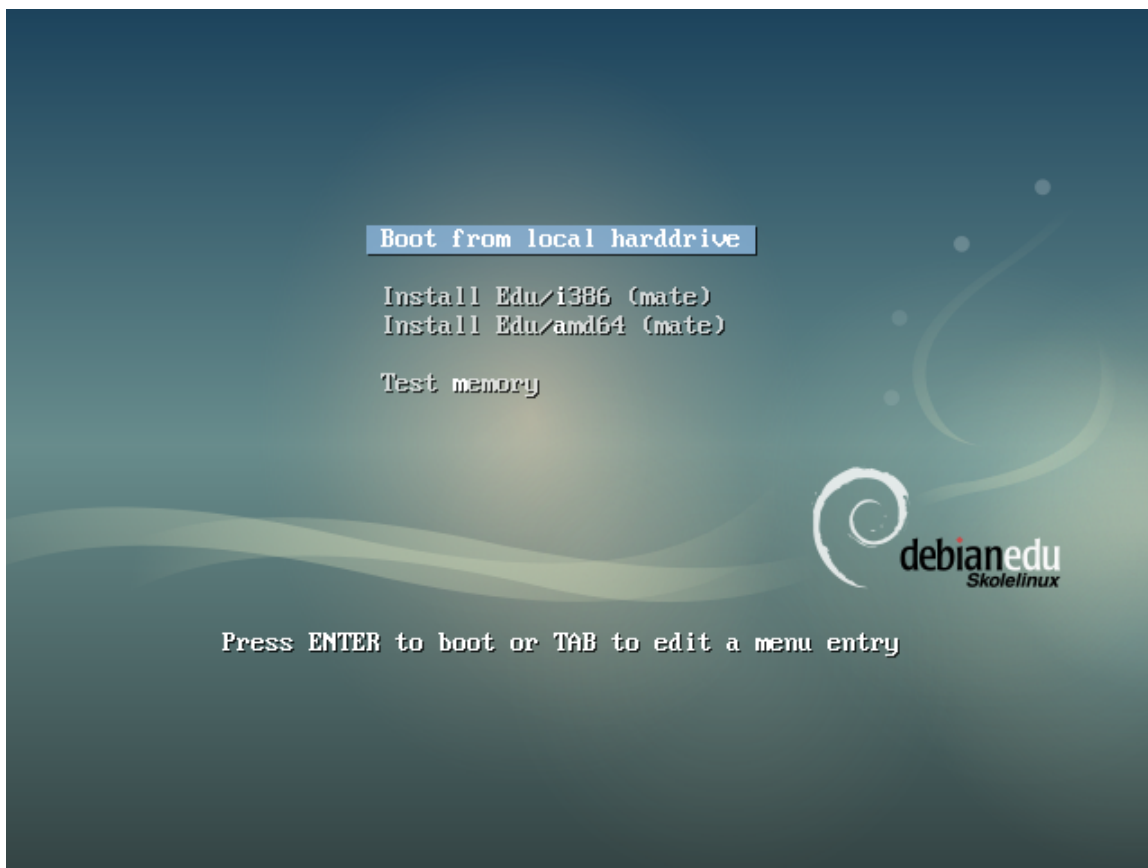 Boot from local harddrive
Install Edu/i386 (mate)
Install Edu/amd64 (mate)
Test memory
debianedu
Skolelinux
Press ENTER to boot or TAB to edit a menu entry